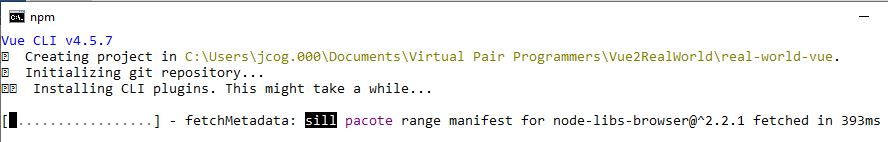 npm
Vue CLI v4.5.7
Creating project in C:\Users\jcog.000\Documents\Virtual Pair Programmers\Vue2RealWorld\real-world-vue.
Initializing git repository...
Installing CLI plugins. This might take a while...
[ .................] - fetchMetadata: sill pacote range manifest for node-libs-browser@^2.2.1 fetched in 393ms